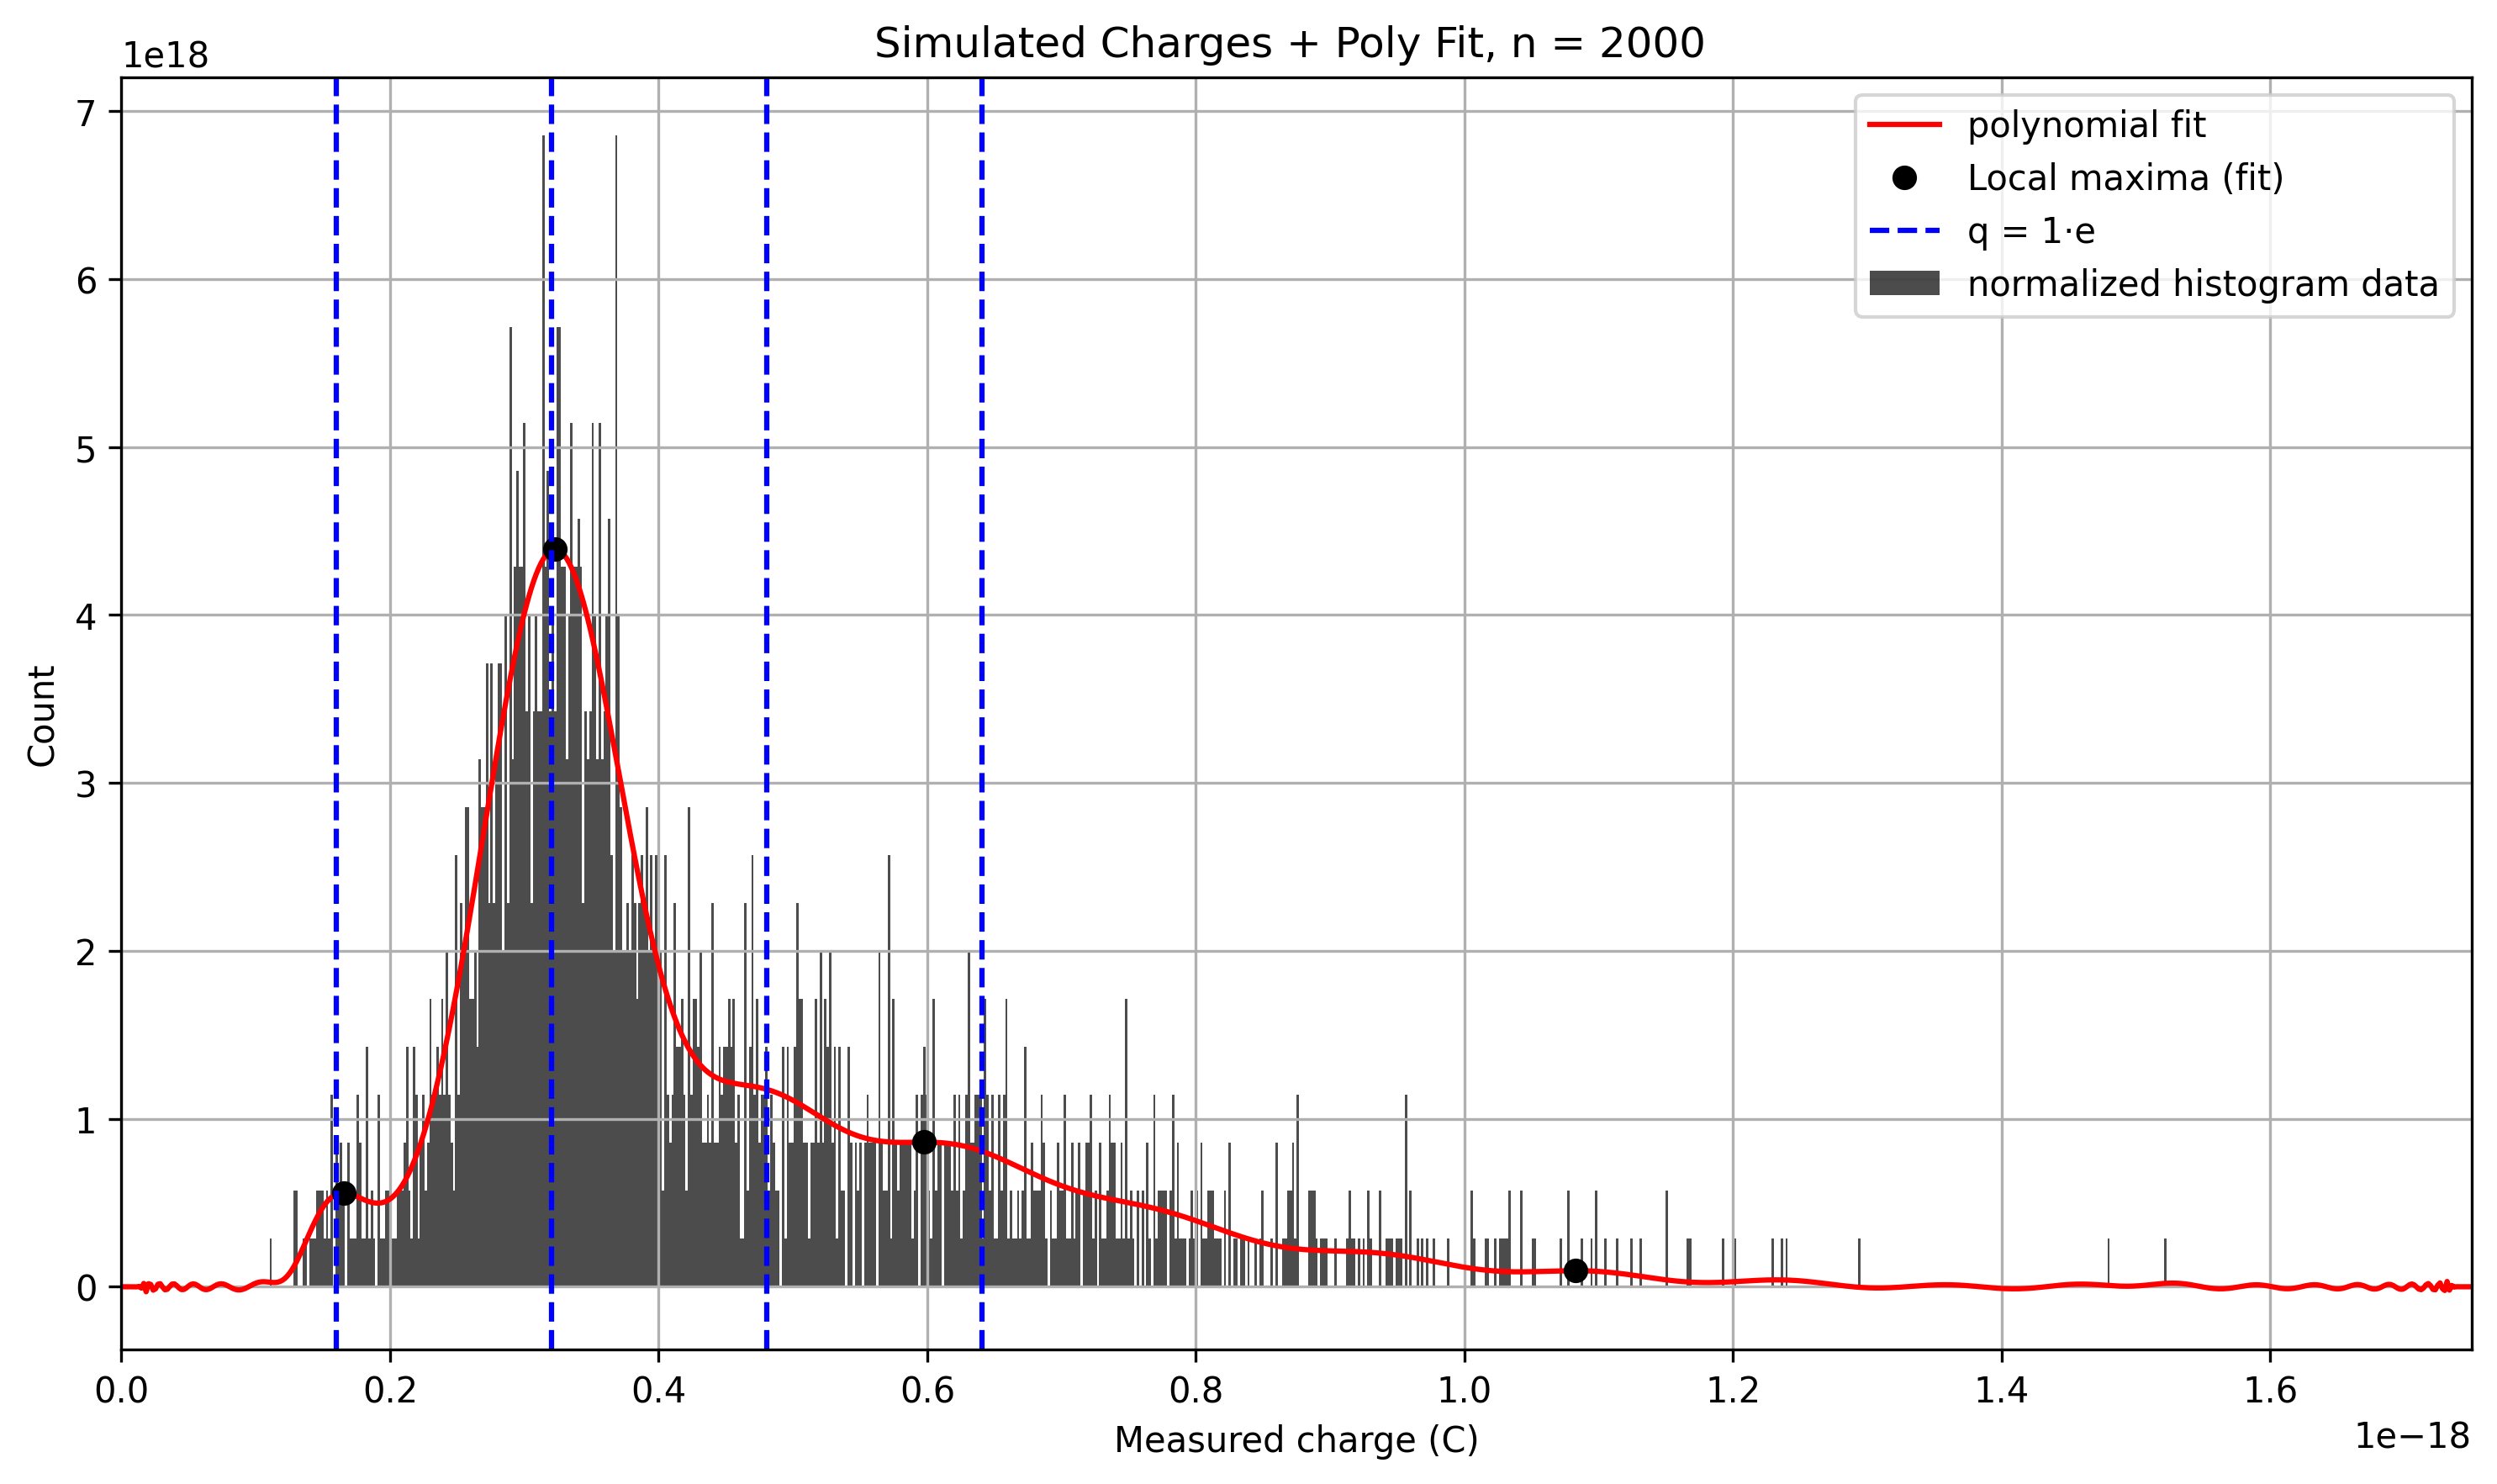 Simulated Charges + Poly Fit, n = 2000
1e18
polynomial fit
Local maxima (fit)
q = 1·e
normalized histogram data
7
6
5
4
3
2
1
0
Count
0.0 0.2 0.4 0.6 0.8 1.0 1.2 1.4 1.6
1e−18
Measured charge (C)